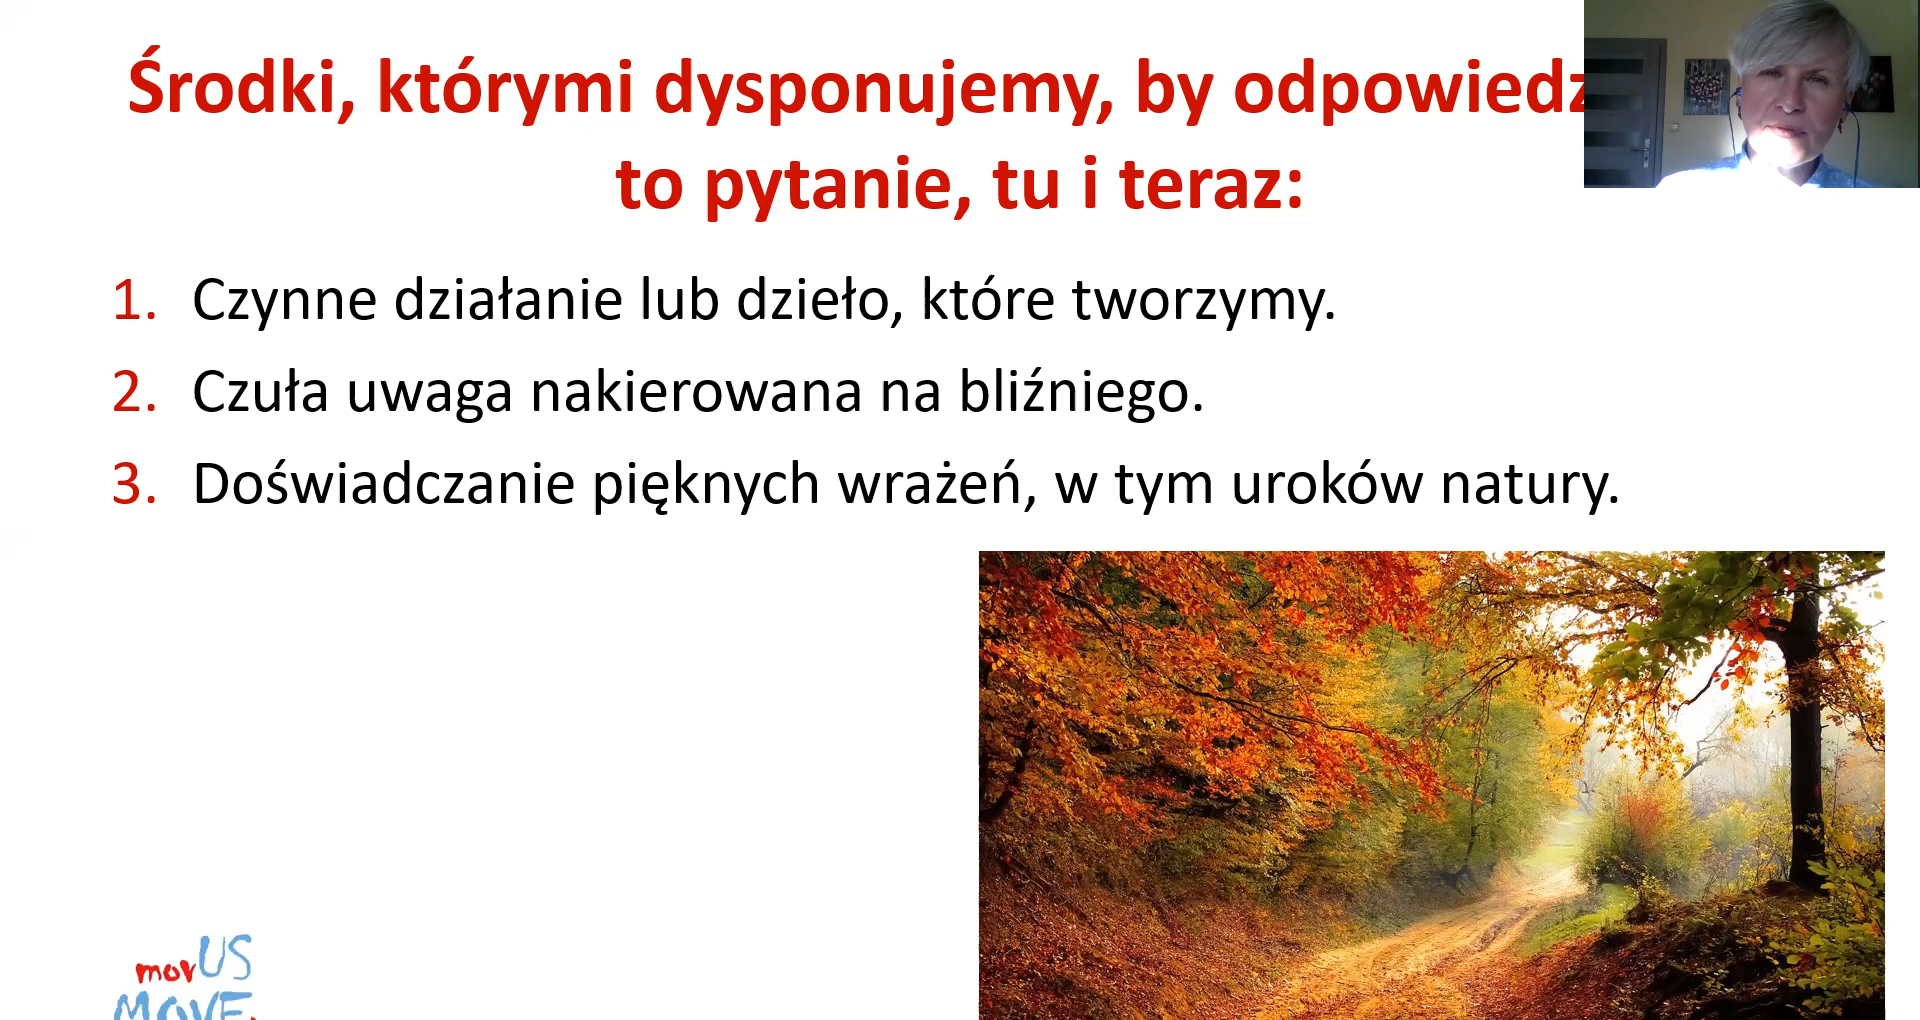 Środki, którymi dysponujemy, by
to pytanie, tu i teraz:
1. Czynne działanie lub dzieło, które tworzymy.
2. Czuła uwaga nakierowana na bliźniego.
3. Doświadczanie pięknych wrażeń, w tym uroków natury.
movUS
MOVE